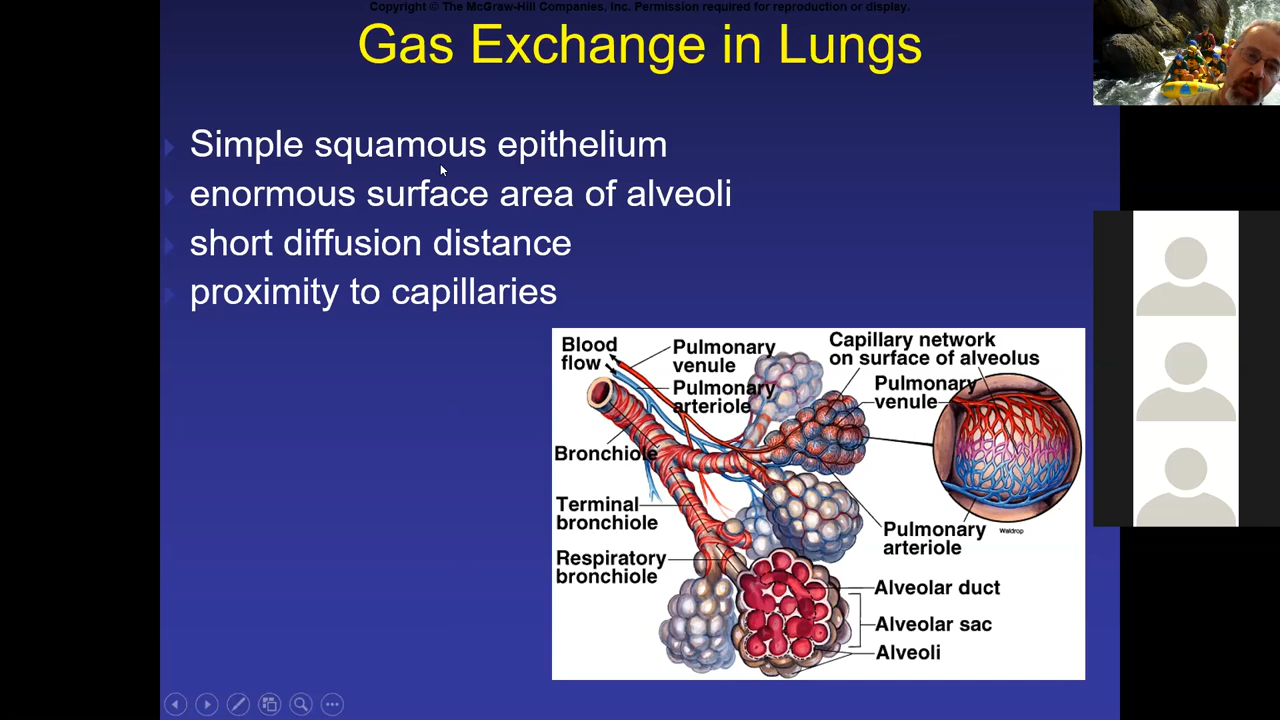 Copyright © The McGraw-Hill Companies, Inc. Permission required for reproduction or display.
Gas Exchange in Lungs
Simple squamous epithelium
enormous surface area of alveoli
short diffusion distance
proximity to capillaries
Blood
flow
Pulmonary
venule
Pulmonary
arteriole
Capillary network
on surface of alveolus
Pulmonary
venule
Bronchiole
Terminal
bronchiole
Respiratory
bronchiole
Pulmonary
arteriole
Waldrop
Alveolar duct
Alveolar sac
Alveoli